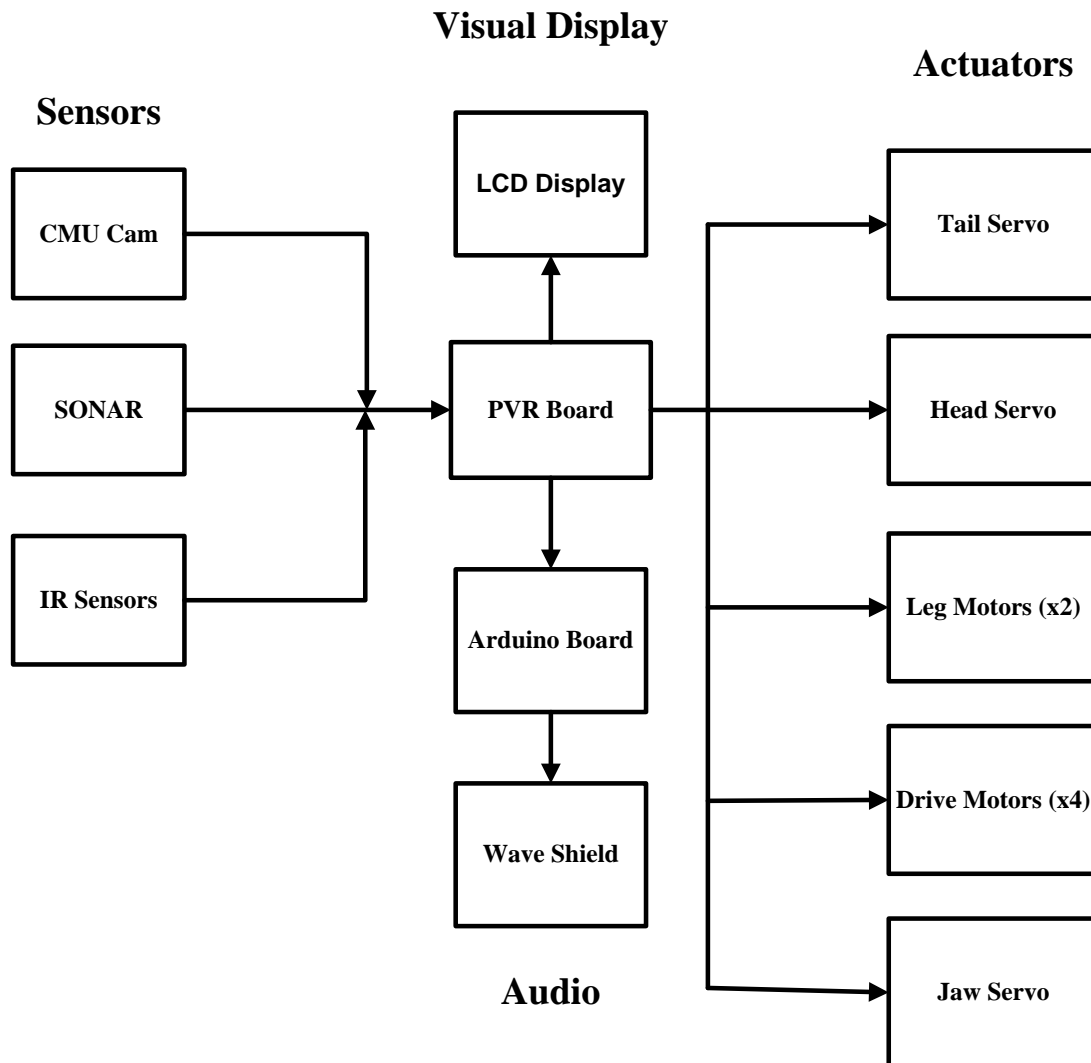 Visual Display
Actuators
Sensors
LCD Display
Tail Servo
CMU Cam
SONAR
PVR Board
Head Servo
IR Sensors
Arduino Board
Leg Motors (x2)
Wave Shield
Drive Motors (x4)
Audio
Jaw Servo